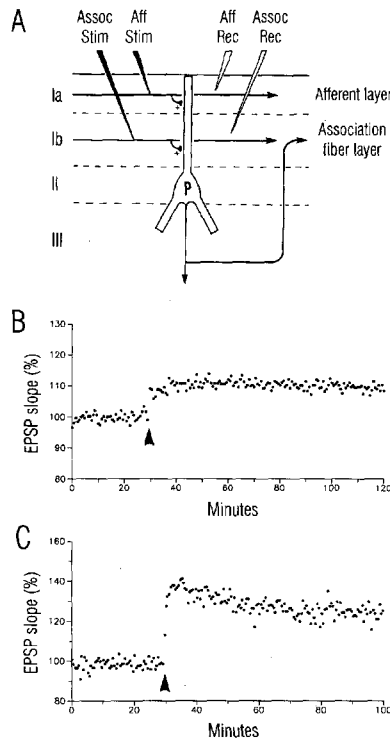 A
Assoc Stim
Aff Stim
Aff Rec
Assoc Rec
Ia
Afferent layer
Ib
Association fiber layer
II
P
III
B
EPSP slope (%)
130
120
110
100
90
80
0 20 40 60 80 100 120
Minutes
C
EPSP slope (%)
160
140
120
100
80
0 20 40 60 80 100
Minutes